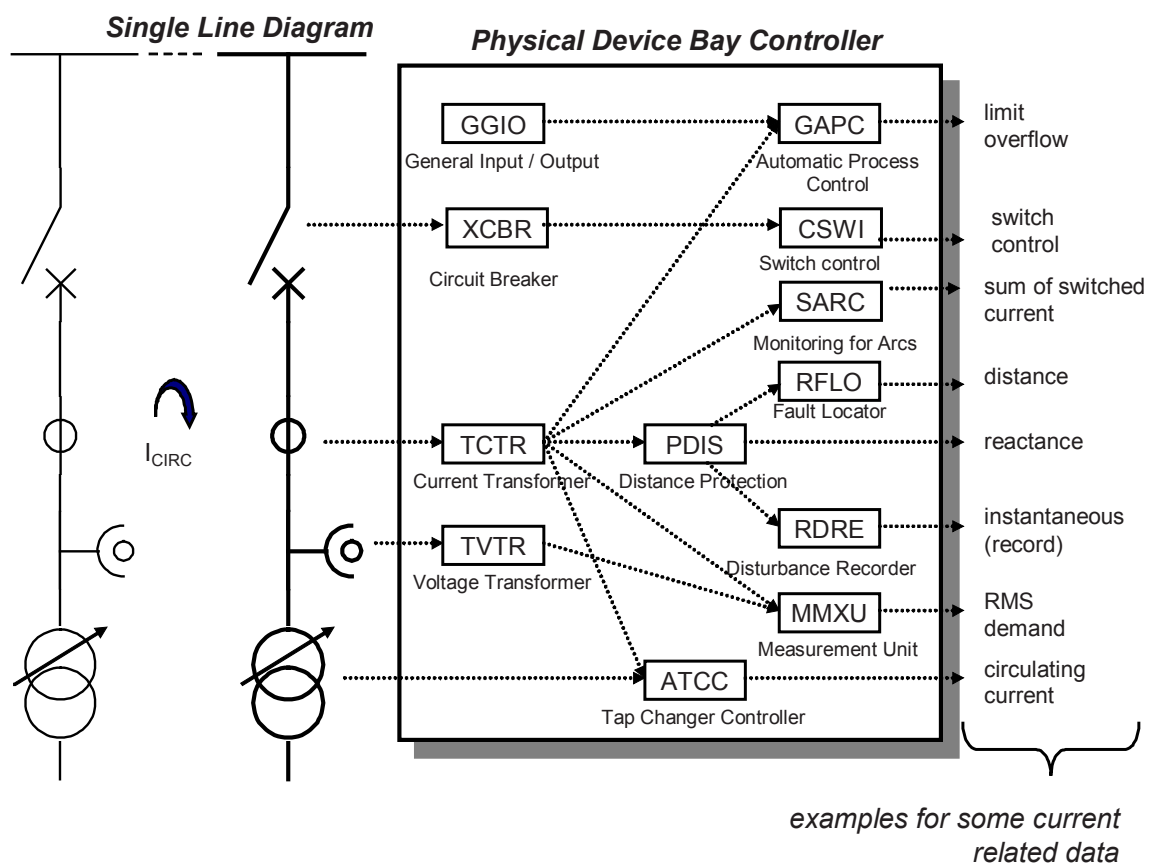 Single Line Diagram
Physical Device Bay Controller
GGIO
General Input / Output
GAPC
Automatic Process
Control
limit
overflow
XCBR
Circuit Breaker
CSWI
Switch control
switch
control
SARC
Monitoring for Arcs
sum of switched
current
RFLO
Fault Locator
distance
ICIRC
TCTR
Current Transformer
PDIS
Distance Protection
reactance
TVTR
Voltage Transformer
RDRE
Disturbance Recorder
instantaneous
(record)
MMXU
Measurement Unit
RMS
demand
ATCC
Tap Changer Controller
circulating
current
examples for some current
related data